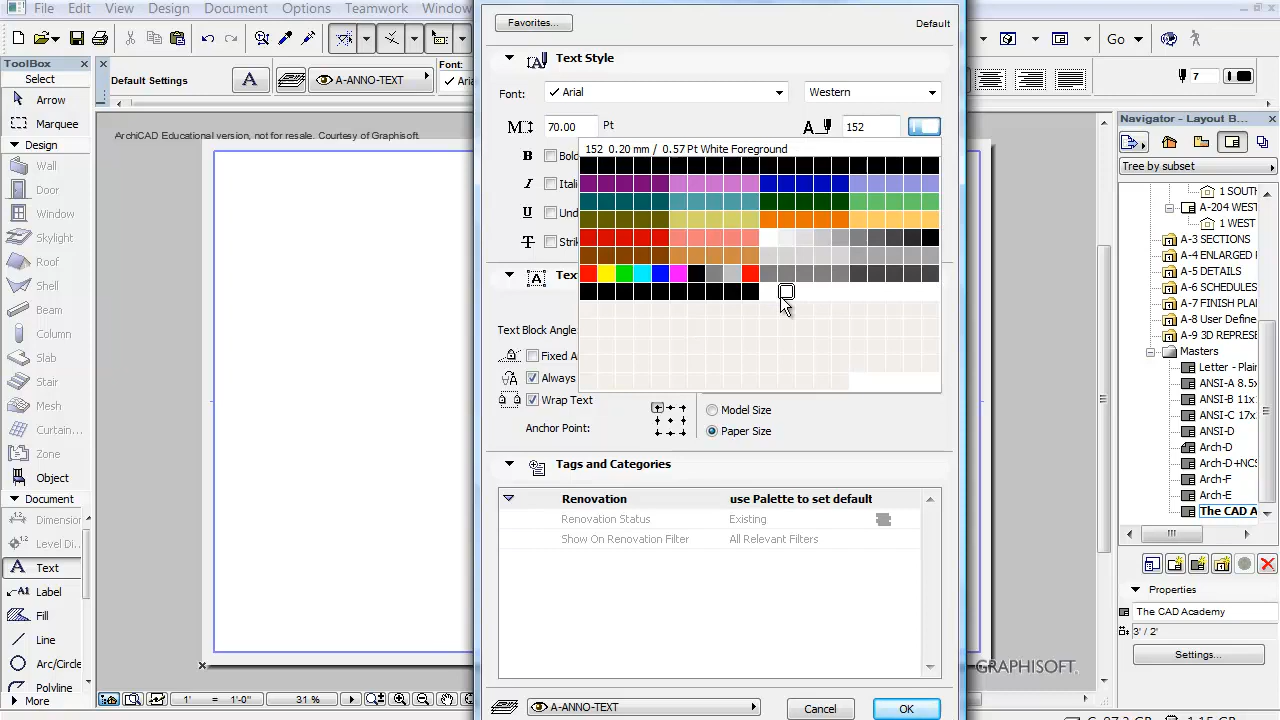 File Edit View Design Document Options Teamwork Window
Favorites...
Default
Go
ToolBox
Select
Arrow
Marquee
Design
Wall
Door
Window
Skylight
Roof
Shell
Beam
Column
Slab
Stair
Mesh
Curtain...
Zone
Object
Document
Dimension
Level Di...
Text
Label
Fill
Line
Arc/Circle
Polyline
More
Default Settings
A-ANNO-TEXT
Font:
Arial
ArchiCAD Educational version, not for resale. Courtesy of Graphisoft.
Text Style
Font:
Arial
Western
70.00 Pt
152
152 0.20 mm / 0.57 Pt White Foreground
B
I
U
T
Text Block Angle
Fixed A
Always
Wrap Text
Anchor Point:
Model Size
Paper Size
Tags and Categories
Renovation use Palette to set default
Renovation Status Existing
Show On Renovation Filter All Relevant Filters
A-ANNO-TEXT
Cancel
OK
1' = 1'-0"
31 %
7
Navigator - Layout B...
Tree by subset
1 SOUTH
A-204 WEST
1 WEST
A-3 SECTIONS
A-4 ENLARGED
A-5 DETAILS
A-6 SCHEDULES
A-7 FINISH PLA
A-8 User Define
A-9 3D REPRESE
Masters
Letter - Plain
ANSI-A 8.5x
ANSI-B 11x
ANSI-C 17x
ANSI-D
Arch-D
Arch-D+NCS
Arch-F
Arch-E
The CAD A
Properties
The CAD Academy
3' / 2'
Settings...
GRAPHISOFT.